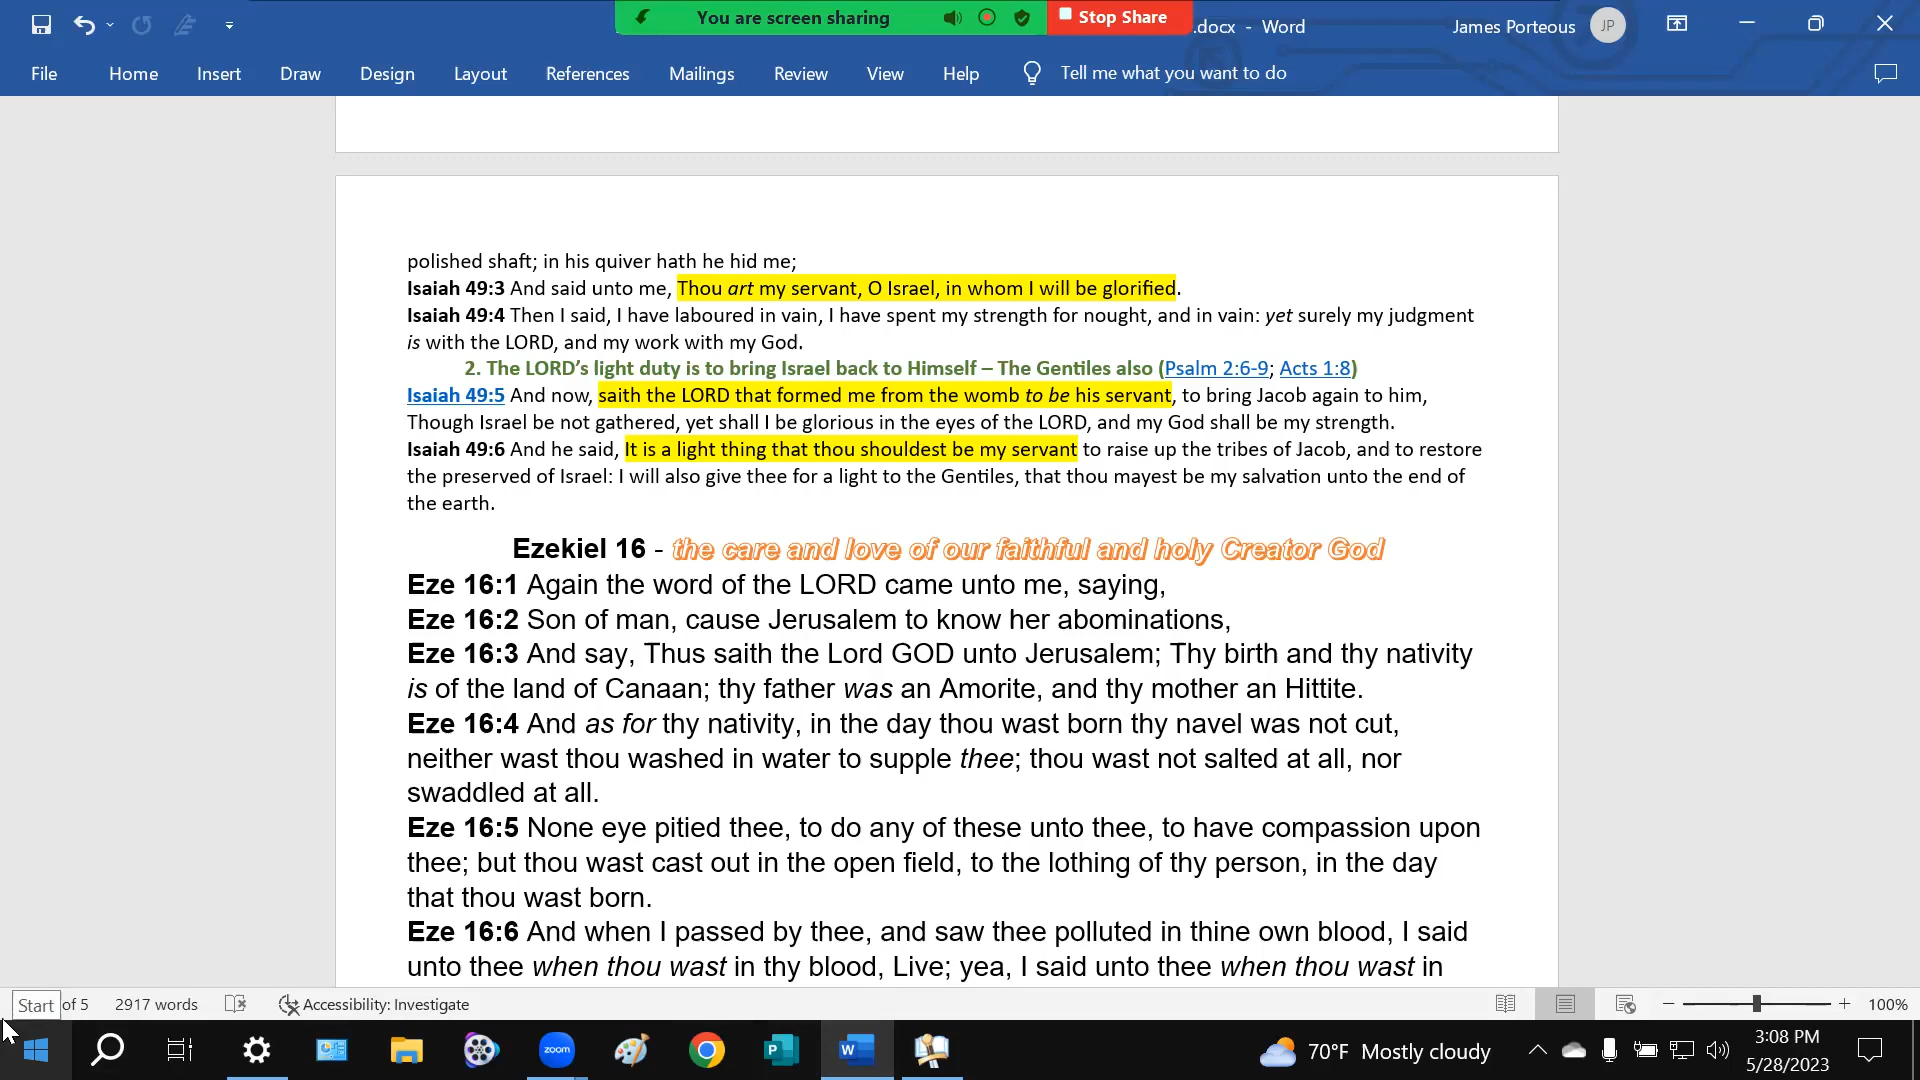 You are screen sharing
Stop Share
.docx - Word
James Porteous
JP
File Home Insert Draw Design Layout References Mailings Review View Help Tell me what you want to do
polished shaft; in his quiver hath he hid me;
Isaiah 49:3 And said unto me, Thou art my servant, O Israel, in whom I will be glorified.
Isaiah 49:4 Then I said, I have laboured in vain, I have spent my strength for nought, and in vain: yet surely my judgment
is with the LORD, and my work with my God.
2. The LORD’s light duty is to bring Israel back to Himself – The Gentiles also (Psalm 2:6-9; Acts 1:8)
Isaiah 49:5 And now, saith the LORD that formed me from the womb to be his servant, to bring Jacob again to him,
Though Israel be not gathered, yet shall I be glorious in the eyes of the LORD, and my God shall be my strength.
Isaiah 49:6 And he said, It is a light thing that thou shouldest be my servant to raise up the tribes of Jacob, and to restore
the preserved of Israel: I will also give thee for a light to the Gentiles, that thou mayest be my salvation unto the end of
the earth.
Ezekiel 16 - the care and love of our faithful and holy Creator God
Eze 16:1 Again the word of the LORD came unto me, saying,
Eze 16:2 Son of man, cause Jerusalem to know her abominations,
Eze 16:3 And say, Thus saith the Lord GOD unto Jerusalem; Thy birth and thy nativity
is of the land of Canaan; thy father was an Amorite, and thy mother an Hittite.
Eze 16:4 And as for thy nativity, in the day thou wast born thy navel was not cut,
neither wast thou washed in water to supple thee; thou wast not salted at all, nor
swaddled at all.
Eze 16:5 None eye pitied thee, to do any of these unto thee, to have compassion upon
thee; but thou wast cast out in the open field, to the lothing of thy person, in the day
that thou wast born.
Eze 16:6 And when I passed by thee, and saw thee polluted in thine own blood, I said
unto thee when thou wast in thy blood, Live; yea, I said unto thee when thou wast in
Start of 5 2917 words Accessibility: Investigate 100%
zoom
70°F Mostly cloudy
3:08 PM
5/28/2023